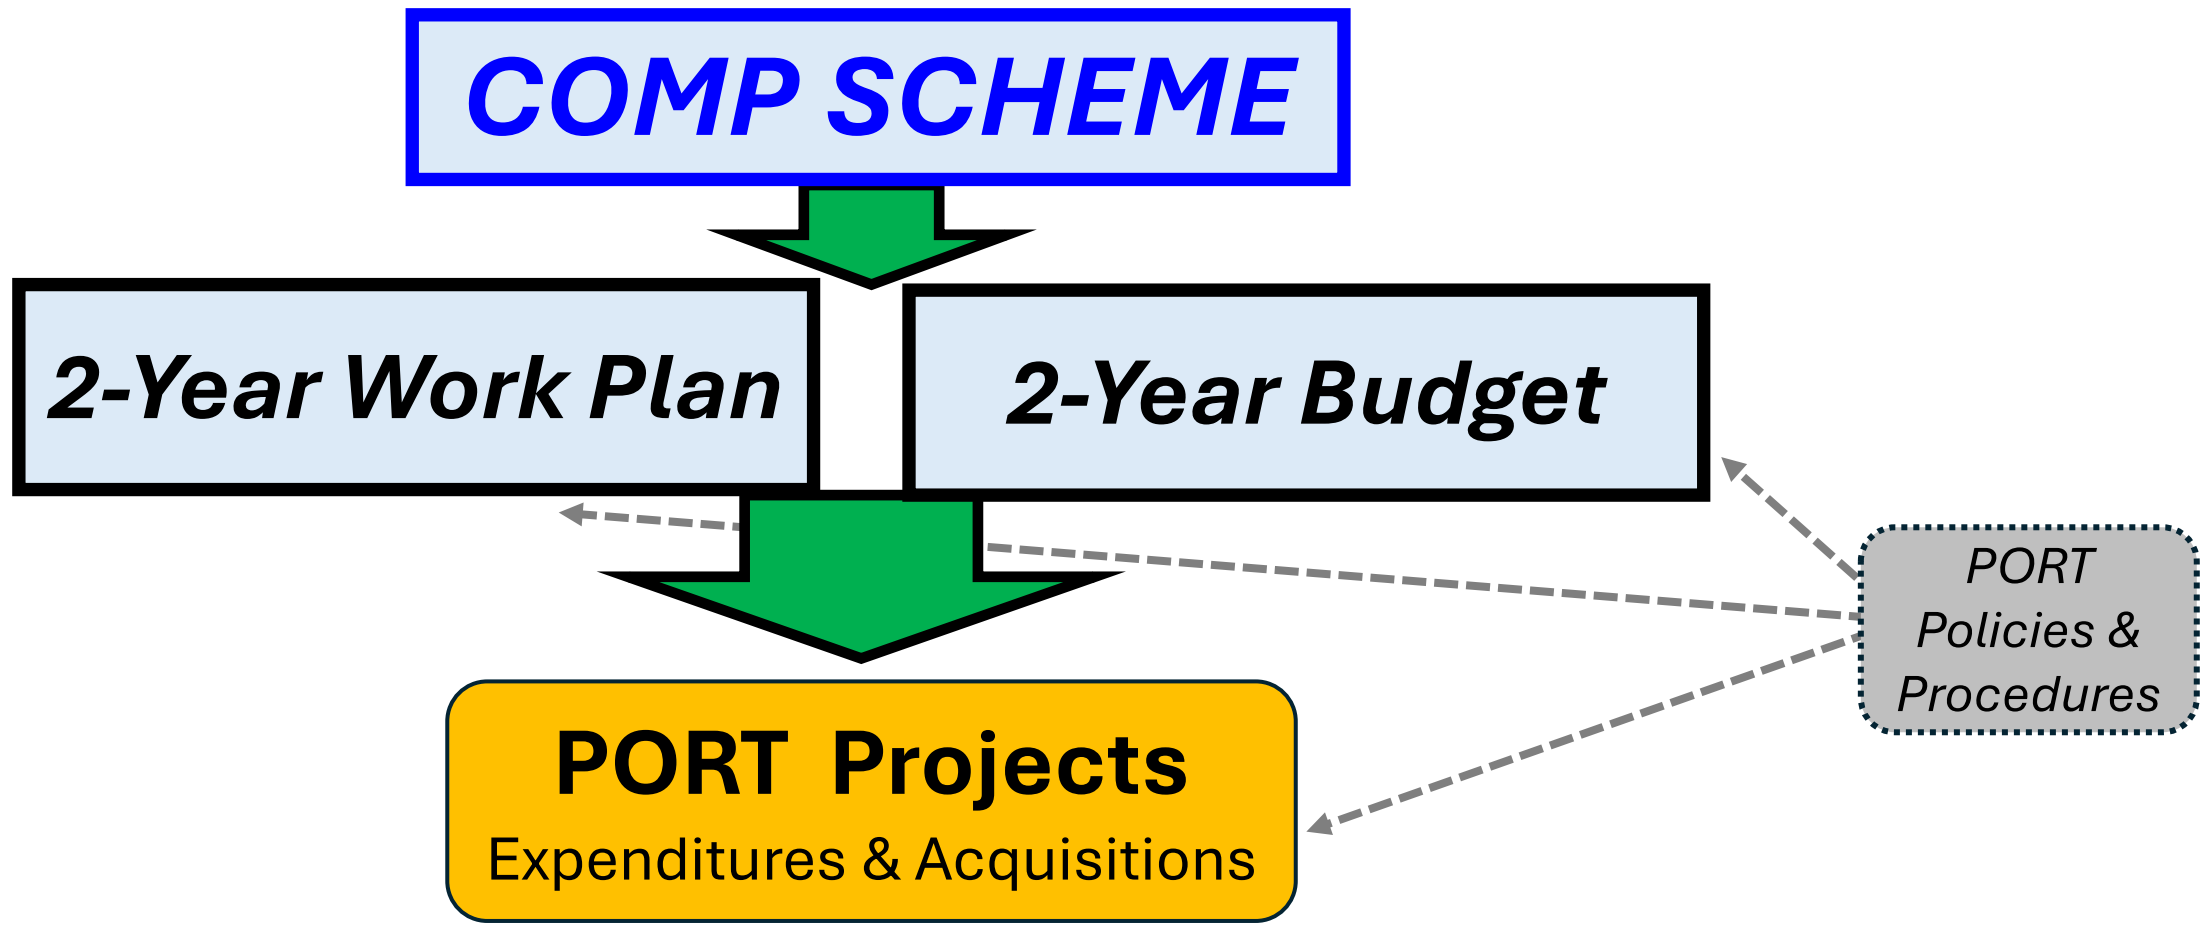 COMP SCHEME
2-Year Work Plan
2-Year Budget
PORT
Policies &
Procedures
PORT  Projects
Expenditures & Acquisitions